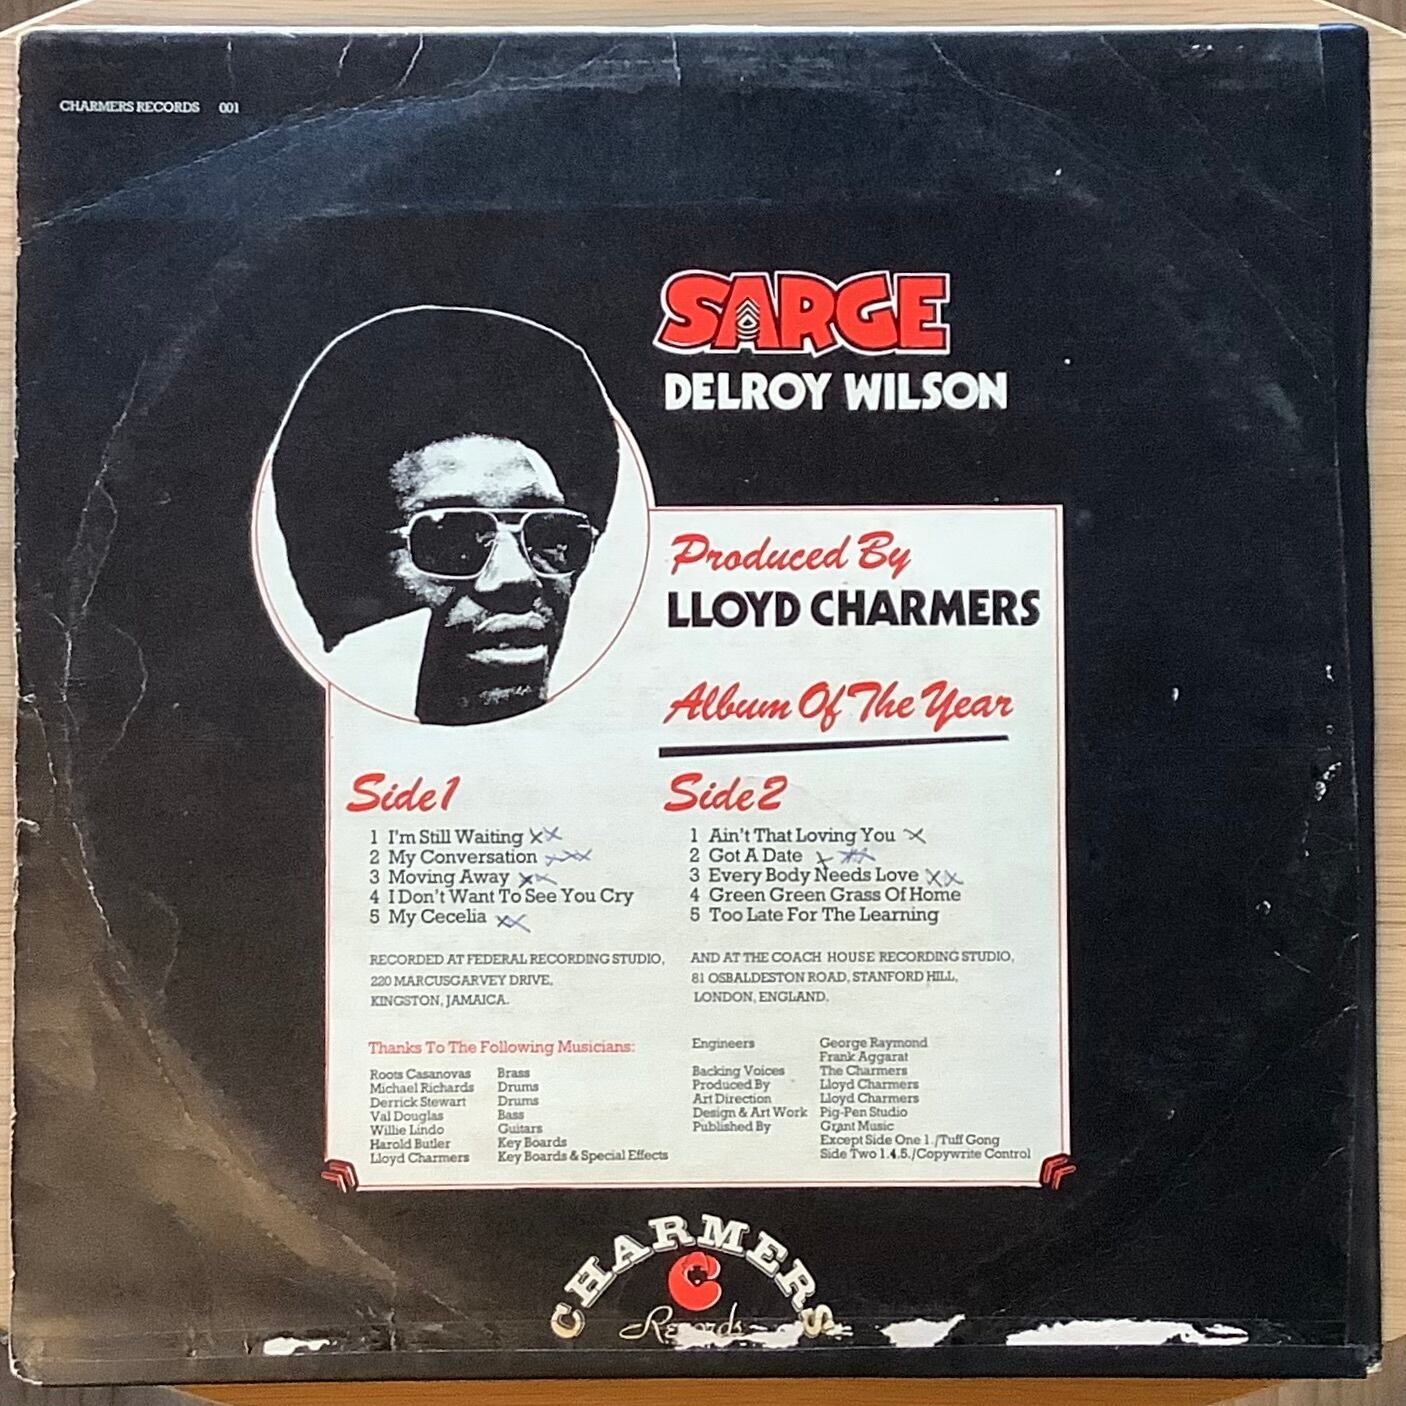 CHARMERS RECORDS 001
SARGE
DELROY WILSON
Produced By
LLOYD CHARMERS
Album Of The Year
Side 1
1 I'm Still Waiting xx
2 My Conversation xxx
3 Moving Away xx
4 I Don't Want To See You Cry
5 My Cecelia xx
Side 2
1 Ain't That Loving You x
2 Got A Date x xx
3 Every Body Needs Love xx
4 Green Green Grass Of Home
5 Too Late For The Learning
RECORDED AT FEDERAL RECORDING STUDIO,
220 MARCUSGARVEY DRIVE,
KINGSTON, JAMAICA.
AND AT THE COACH HOUSE RECORDING STUDIO,
81 OSBALDESTON ROAD, STANFORD HILL,
LONDON, ENGLAND.
Thanks To The Following Musicians:
Roots Casanovas Brass
Michael Richards Drums
Derrick Stewart Drums
Val Douglas Bass
Willie Lindo Guitars
Harold Butler Key Boards
Lloyd Charmers Key Boards & Special Effects
Engineers George Raymond
Frank Aggarat
Backing Voices The Charmers
Produced By Lloyd Charmers
Art Direction Lloyd Charmers
Design & Art Work Pig-Pen Studio
Published By Grant Music
Except Side One 1./Tuff Gong
Side Two 1.4.5./Copywrite Control
CHARMERS
C
Records